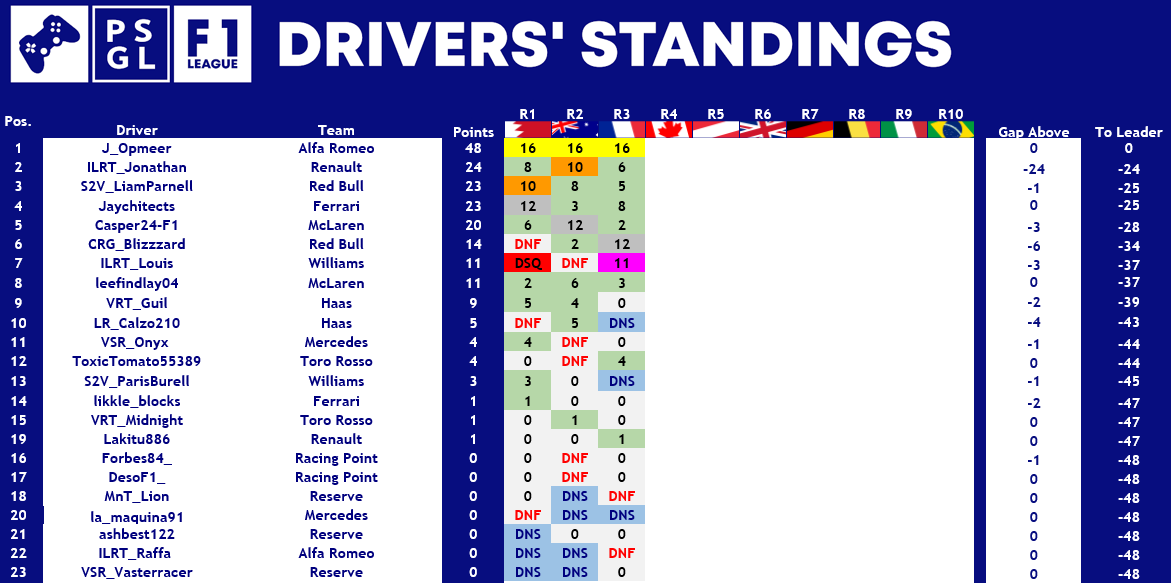 PS GL F1 LEAGUE DRIVERS' STANDINGS
R1 R2 R3 R4 R5 R6 R7 R8 R9 R10
Pos. Driver Team Points Gap Above To Leader
1 J_Opmeer Alfa Romeo 48 16 16 16 0 0
2 ILRT_Jonathan Renault 24 8 10 6 -24 -24
3 S2V_LiamParnell Red Bull 23 10 8 5 -1 -25
4 Jaychitects Ferrari 23 12 3 8 0 -25
5 Casper24-F1 McLaren 20 6 12 2 -3 -28
6 CRG_Blizzzard Red Bull 14 DNF 2 12 -6 -34
7 ILRT_Louis Williams 11 DSQ DNF 11 -3 -37
8 leefindlay04 McLaren 11 2 6 3 0 -37
9 VRT_Guil Haas 9 5 4 0 -2 -39
10 LR_Calzo210 Haas 5 DNF 5 DNS -4 -43
11 VSR_Onyx Mercedes 4 4 DNF 0 -1 -44
12 ToxicTomato55389 Toro Rosso 4 0 DNF 4 0 -44
13 S2V_ParisBurell Williams 3 3 0 DNS -1 -45
14 likkle_blocks Ferrari 1 1 0 0 -2 -47
15 VRT_Midnight Toro Rosso 1 0 1 0 0 -47
19 Lakitu886 Renault 1 0 0 1 0 -47
16 Forbes84_ Racing Point 0 0 DNF 0 -1 -48
17 DesoF1_ Racing Point 0 0 DNF 0 0 -48
18 MnT_Lion Reserve 0 0 DNS DNF 0 -48
20 la_maquina91 Mercedes 0 DNF DNS DNS 0 -48
21 ashbest122 Reserve 0 DNS 0 0 0 -48
22 ILRT_Raffa Alfa Romeo 0 DNS DNS DNF 0 -48
23 VSR_Vasterracer Reserve 0 DNS DNS 0 0 -48